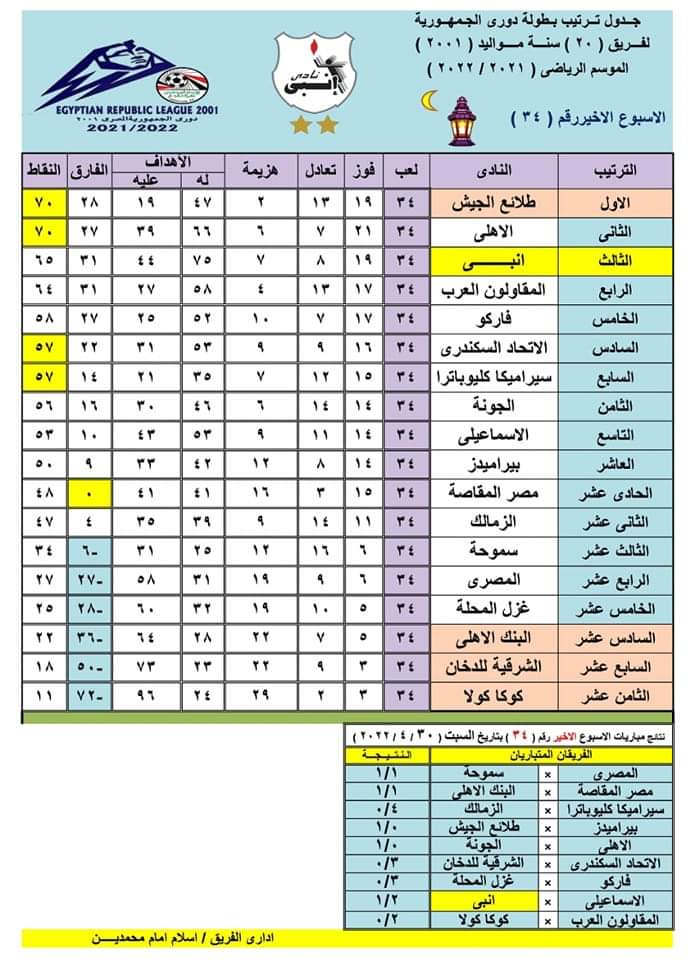 جدول ترتيب بطولة دورى الجمهورية
لفريق ( ٢٠ ) سنة مواليد ( ٢٠٠١ )
الموسم الرياضى ( ٢٠٢١ / ٢٠٢٢ )
الاسبوع الاخيررقم ( ٣٤ )
نادى
إنبى
EGYPTIAN REPUBLIC LEAGUE 2001
دورى الجمهوريةالمصرى ٢٠٠١
2021/2022
الترتيب النادى لعب فوز تعادل هزيمة الأهداف الفارق النقاط
له عليه
الاول طلائع الجيش ٣٤ ١٩ ١٣ ٢ ٤٧ ١٩ ٢٨ ٧٠
الثانى الاهلى ٣٤ ٢١ ٧ ٦ ٦٦ ٣٩ ٢٧ ٧٠
الثالث انبــــــى ٣٤ ١٩ ٨ ٧ ٧٥ ٤٤ ٣١ ٦٥
الرابع المقاولون العرب ٣٤ ١٧ ١٣ ٤ ٥٨ ٢٧ ٣١ ٦٤
الخامس فاركو ٣٤ ١٧ ٧ ١٠ ٥٢ ٢٥ ٢٧ ٥٨
السادس الاتحاد السكندرى ٣٤ ١٦ ٩ ٩ ٥٣ ٣١ ٢٢ ٥٧
السابع سيراميكا كليوباترا ٣٤ ١٥ ١٢ ٧ ٣٥ ٢١ ١٤ ٥٧
الثامن الجونة ٣٤ ١٤ ١٤ ٦ ٤٦ ٣٠ ١٦ ٥٦
التاسع الاسماعيلى ٣٤ ١٤ ١١ ٩ ٥٣ ٤٣ ١٠ ٥٣
العاشر بيراميدز ٣٤ ١٤ ٨ ١٢ ٤٢ ٣٣ ٩ ٥٠
الحادى عشر مصر المقاصة ٣٤ ١٥ ٣ ١٦ ٤١ ٤١ ٠ ٤٨
الثانى عشر الزمالك ٣٤ ١١ ١٤ ٩ ٣٩ ٣٥ ٤ ٤٧
الثالث عشر سموحة ٣٤ ٦ ١٦ ١٢ ٢٥ ٣١ -٦ ٣٤
الرابع عشر المصرى ٣٤ ٦ ٩ ١٩ ٣١ ٥٨ -٢٧ ٢٧
الخامس عشر غزل المحلة ٣٤ ٥ ١٠ ١٩ ٣٢ ٦٠ -٢٨ ٢٥
السادس عشر البنك الاهلى ٣٤ ٥ ٧ ٢٢ ٢٨ ٦٤ -٣٦ ٢٢
السابع عشر الشرقية للدخان ٣٤ ٣ ٩ ٢٢ ٢٣ ٧٣ -٥٠ ١٨
الثامن عشر كوكا كولا ٣٤ ٣ ٢ ٢٩ ٢٤ ٩٦ -٧٢ ١١
نتائج مباريات الاسبوع الاخير رقم ( ٣٤ ) بتاريخ السبت ( ٣٠ / ٤ / ٢٠٢٢ )
الفريقان المتباريان النتيجـة
المصرى × سموحة ١/١
مصر المقاصة × البنك الاهلى ١/١
سيراميكا كليوباترا × الزمالك ٠/٤
بيراميدز × طلائع الجيش ١/٠
الاهلى × الجونة ١/٠
الاتحاد السكندرى × الشرقية للدخان ٠/٣
فاركو × غزل المحلة ٠/٣
الاسماعيلى × انبى ١/٢
المقاولون العرب × كوكا كولا ٠/٢
ادارى الفريق / اسلام امام محمديــن